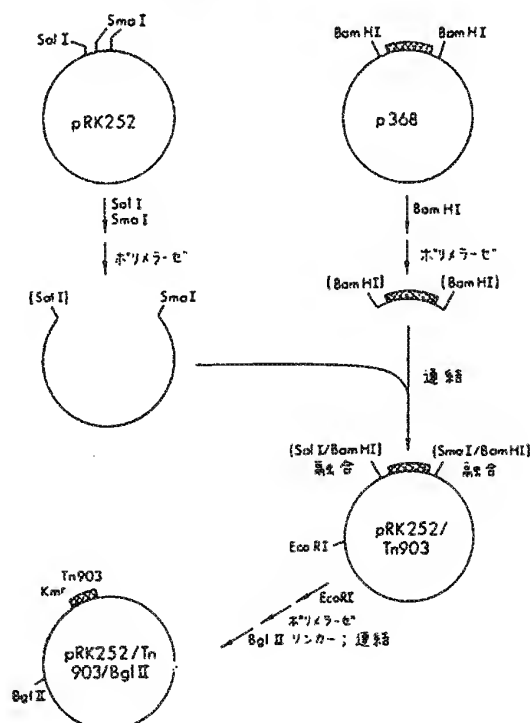 Sma I
Sal I
pRK252
Bam HI
Bam HI
p368
Sal I
Sma I
ポリメラーゼ
Bam HI
ポリメラーゼ
(Sal I)
Sma I
(Bam HI)
(Bam HI)
連結
(Sal I/Bam HI)
融合
(Sma I/Bam HI)
融合
pRK252/
Tn903
Eco RI
EcoRI
ポリメラーゼ
Bgl II リンカー; 連結
Tn903
Kmʳ
pRK252/Tn
903/Bgl II
Bgl II